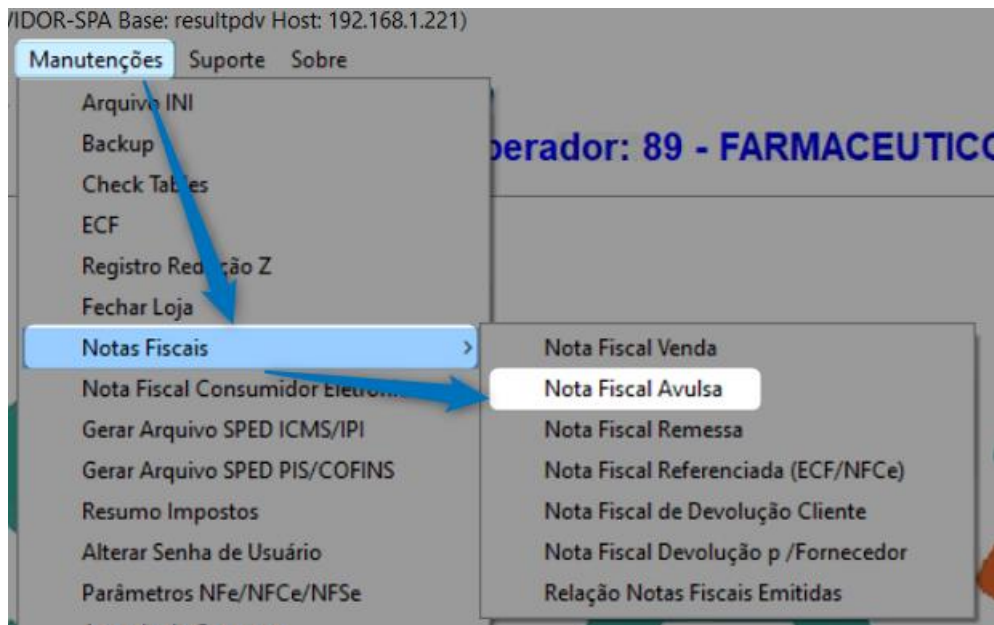 VIDOR-SPA Base: resultpdv Host: 192.168.1.221)
Manutenções Suporte Sobre
Arquivo INI
Backup
Check Tables
ECF
Registro Redução Z
Fechar Loja
Notas Fiscais
Nota Fiscal Consumidor
Gerar Arquivo SPED ICMS/IPI
Gerar Arquivo SPED PIS/COFINS
Resumo Impostos
Alterar Senha de Usuário
Parâmetros NFe/NFCe/NFSe
perador: 89 - FARMACEUTICO
Nota Fiscal Venda
Nota Fiscal Avulsa
Nota Fiscal Remessa
Nota Fiscal Referenciada (ECF/NFCe)
Nota Fiscal de Devolução Cliente
Nota Fiscal Devolução p /Fornecedor
Relação Notas Fiscais Emitidas